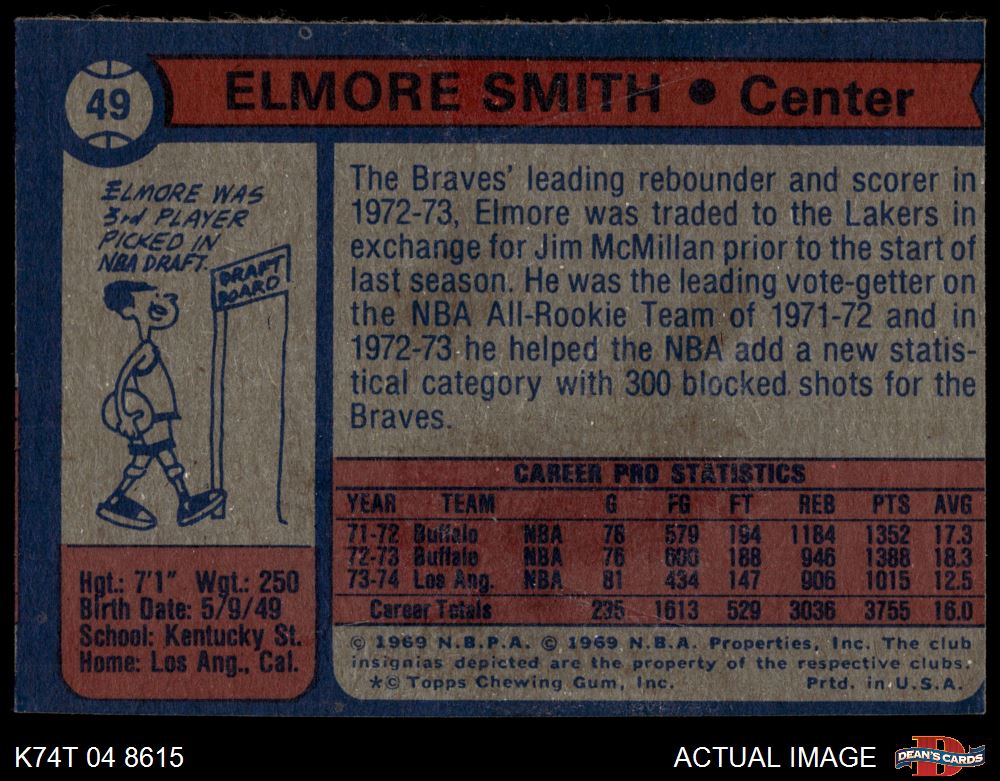 49
ELMORE SMITH • Center
ELMORE WAS
3rd PLAYER
PICKED IN
NBA DRAFT.
DRAFT
BOARD
The Braves' leading rebounder and scorer in
1972-73, Elmore was traded to the Lakers in
exchange for Jim McMillan prior to the start of
last season. He was the leading vote-getter on
the NBA All-Rookie Team of 1971-72 and in
1972-73 he helped the NBA add a new statis-
tical category with 300 blocked shots for the
Braves.
CAREER PRO STATISTICS
YEAR TEAM G FG FT REB PTS AVG
71-72 Buffalo NBA 78 579 194 1184 1352 17.3
72-73 Buffalo NBA 76 600 188 946 1388 18.3
73-74 Los Ang. NBA 81 434 147 906 1015 12.5
Career Totals 235 1613 529 3036 3755 16.0
Hgt.: 7'1" Wgt.: 250
Birth Date: 5/9/49
School: Kentucky St.
Home: Los Ang., Cal.
© 1969 N.B.P.A. © 1969 N.B.A. Properties, Inc. The club
insignias depicted are the property of the respective clubs.
*© Topps Chewing Gum, Inc. Prtd. in U.S.A.
K74T 04 8615
ACTUAL IMAGE
D
DEAN'S CARDS